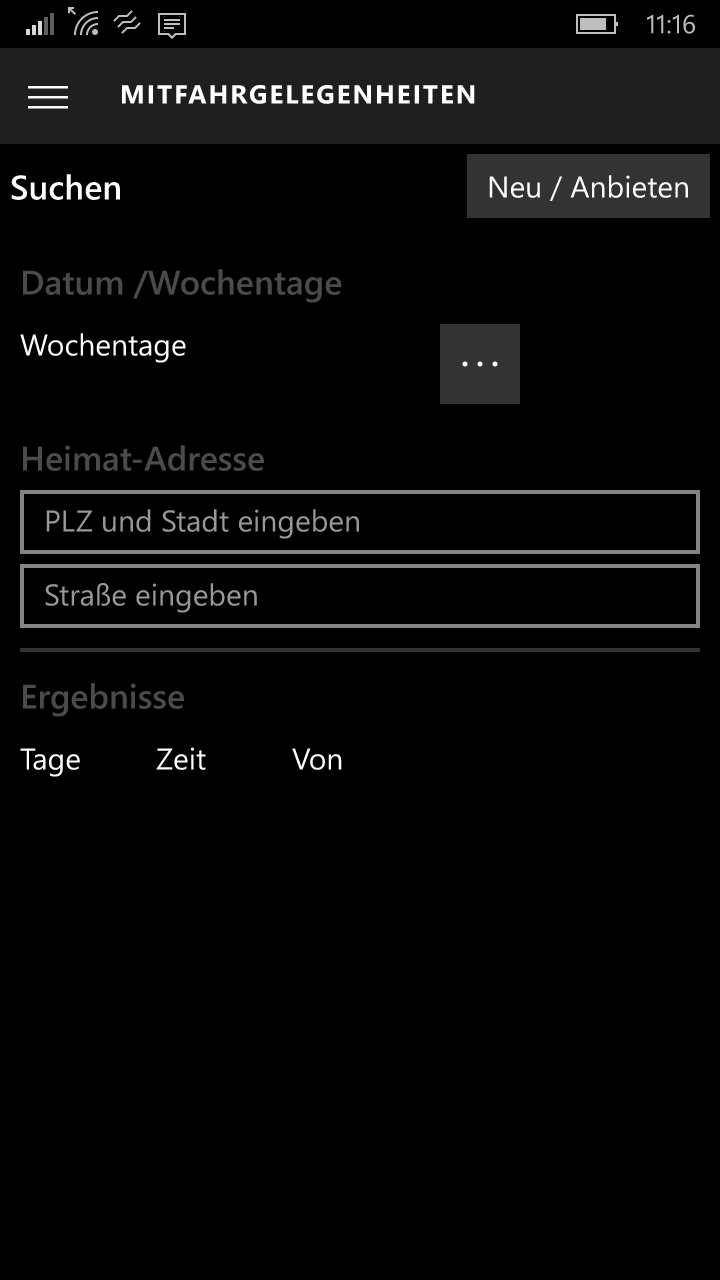 11:16
MITFAHRGELEGENHEITEN
Suchen
Neu / Anbieten
Datum /Wochentage
Wochentage
...
Heimat-Adresse
PLZ und Stadt eingeben
Straße eingeben
Ergebnisse
Tage Zeit Von